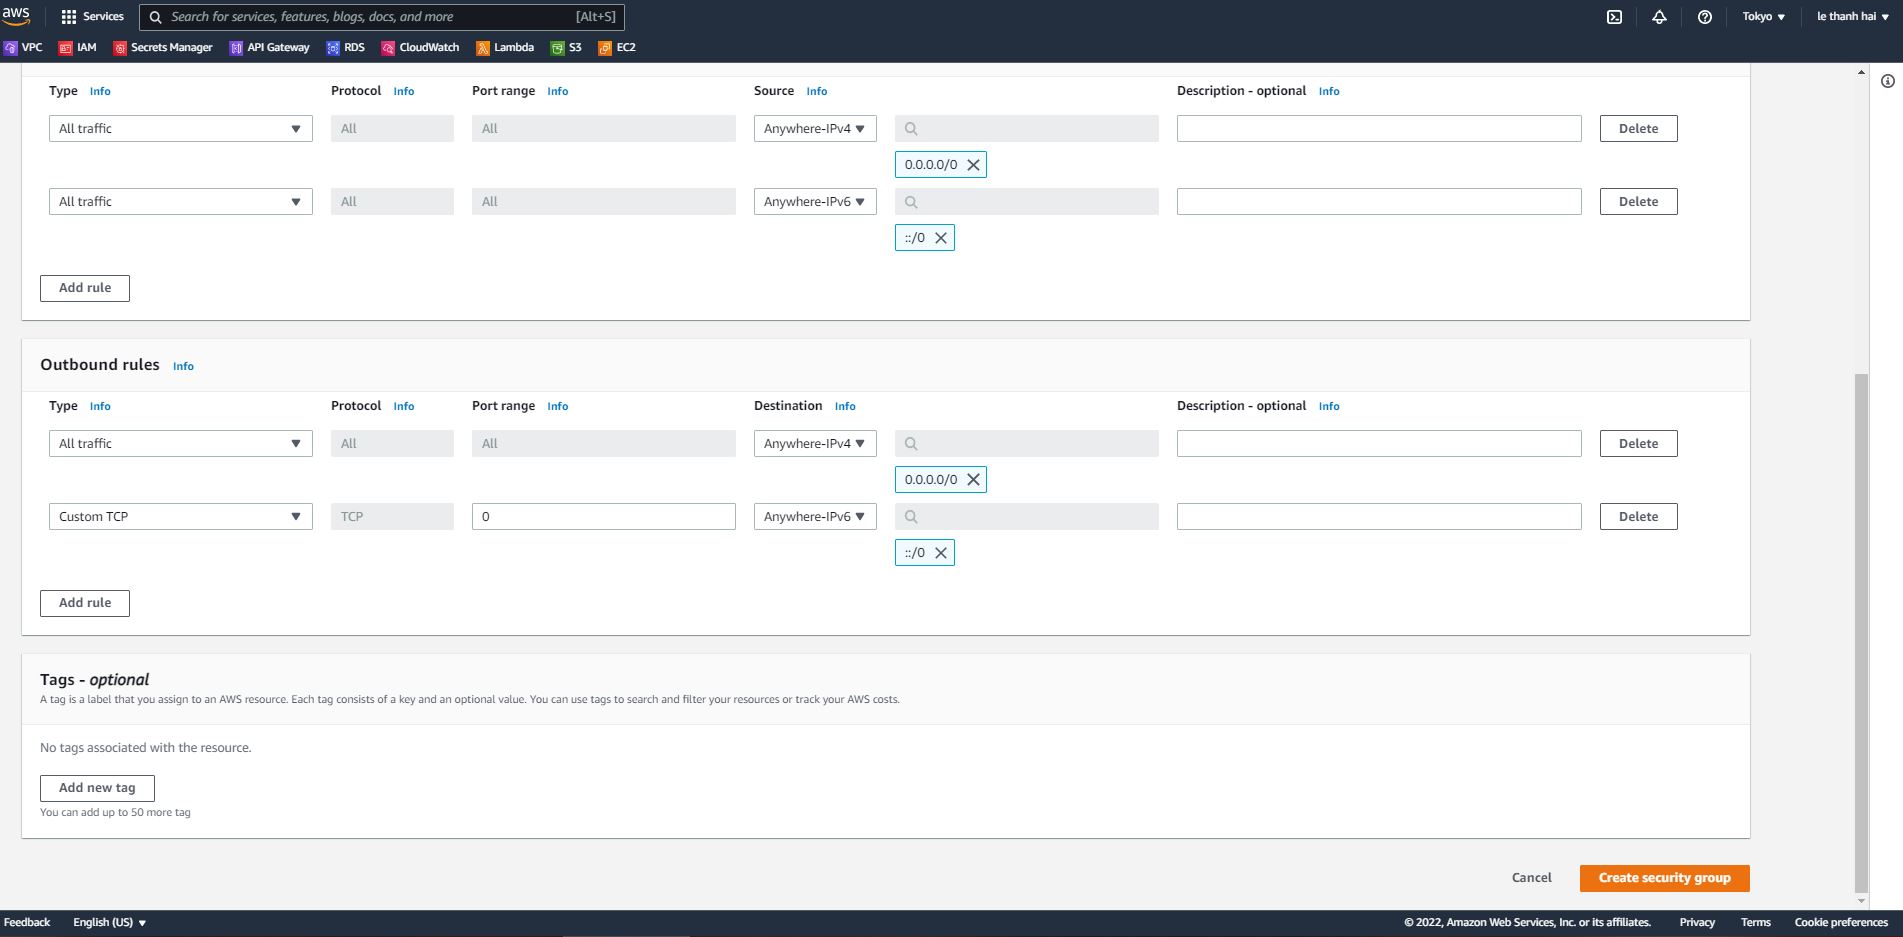 aws Services Search for services, features, blogs, docs, and more [Alt+S] Tokyo le thanh hai
VPC IAM Secrets Manager API Gateway RDS CloudWatch Lambda S3 EC2
Type Info Protocol Info Port range Info Source Info Description - optional Info
All traffic All All Anywhere-IPv4 Delete
0.0.0.0/0
All traffic All All Anywhere-IPv6 Delete
::/0
Add rule
Outbound rules Info
Type Info Protocol Info Port range Info Destination Info Description - optional Info
All traffic All All Anywhere-IPv4 Delete
0.0.0.0/0
Custom TCP TCP 0 Anywhere-IPv6 Delete
::/0
Add rule
Tags - optional
A tag is a label that you assign to an AWS resource. Each tag consists of a key and an optional value. You can use tags to search and filter your resources or track your AWS costs.
No tags associated with the resource.
Add new tag
You can add up to 50 more tag
Cancel Create security group
Feedback English (US) © 2022, Amazon Web Services, Inc. or its affiliates. Privacy Terms Cookie preferences